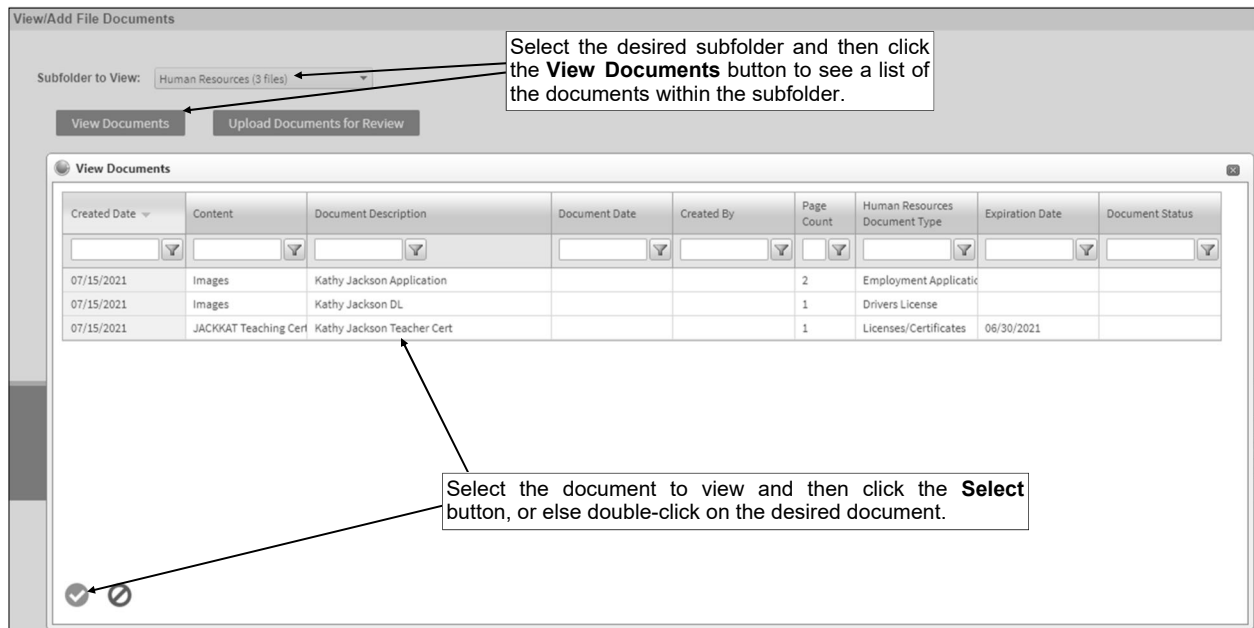 View/Add File Documents
Select the desired subfolder and then click
the View Documents button to see a list of
the documents within the subfolder.
Subfolder to View: Human Resources (3 files)
View Documents Upload Documents for Review
View Documents
Created Date Content Document Description Document Date Created By Page Count Human Resources Document Type Expiration Date Document Status
07/15/2021 Images Kathy Jackson Application 2 Employment Applicatic
07/15/2021 Images Kathy Jackson DL 1 Drivers License
07/15/2021 JACKKAT Teaching Cert Kathy Jackson Teacher Cert 1 Licenses/Certificates 06/30/2021
Select the document to view and then click the Select
button, or else double-click on the desired document.